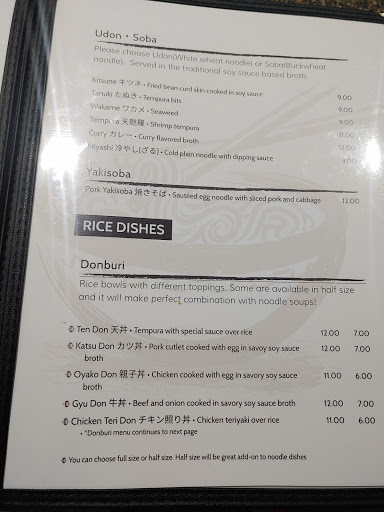 Udon・Soba
Please choose Udon(White wheat noodle) or Soba(Buckwheat
noodle). Served in the traditional soy sauce based broth.
Kitsune キツネ・Fried bean curd skin cooked in soy sauce 9.00
Tanuki たぬき・Tempura bits 9.00
Wakame ワカメ・Seaweed 9.00
Tempura 天麩羅・Shrimp tempura 11.00
Curry カレー・Curry flavored broth 12.00
Hiyashi 冷やし(ざる)・Cold plain noodle with dipping sauce 9.00
Yakisoba
Pork Yakisoba 焼きそば・Sautéed egg noodle with sliced pork and cabbage 12.00
RICE DISHES
Donburi
Rice bowls with different toppings. Some are available in half size
and it will make perfect combination with noodle soups!
Ten Don 天丼・Tempura with special sauce over rice 12.00 7.00
Katsu Don カツ丼・Pork cutlet cooked with egg in savoy soy sauce 12.00 7.00
broth
Oyako Don 親子丼・Chicken cooked with egg in savory soy sauce 11.00 6.00
broth
Gyu Don 牛丼・Beef and onion cooked in savory soy sauce broth 12.00 7.00
Chicken Teri Don チキン照り丼・Chicken teriyaki over rice 11.00 6.00
• *Donburi menu continues to next page
You can choose full size or half size. Half size will be great add-on to noodle dishes